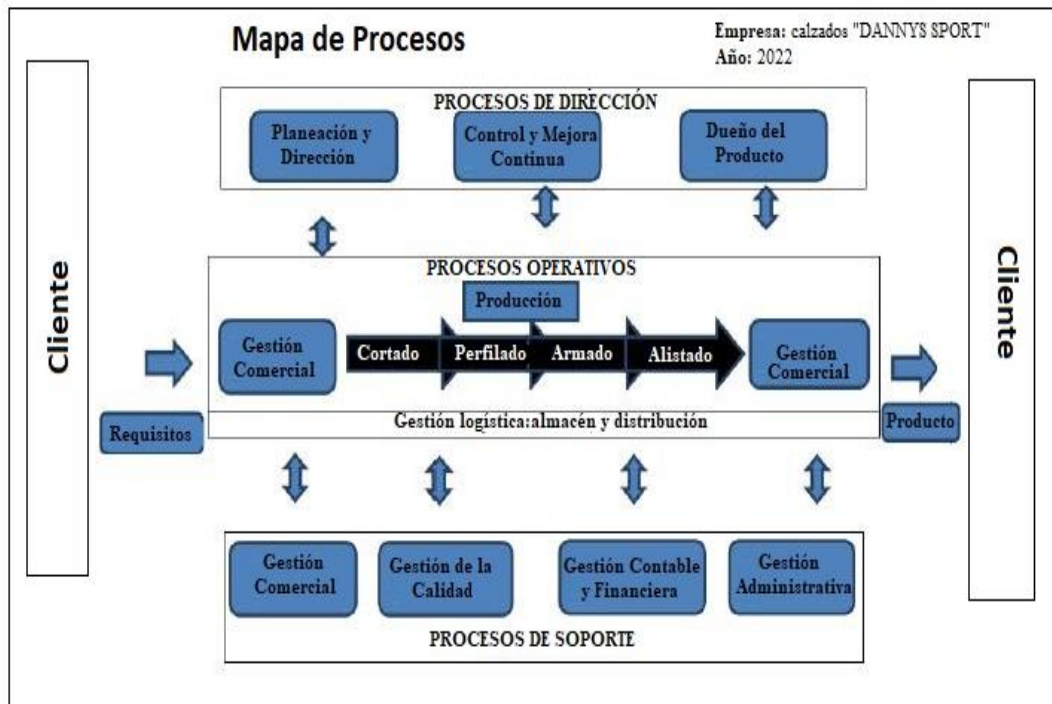 Mapa de Procesos
Empresa: calzados "DANNYS SPORT"
Año: 2022
Cliente
PROCESOS DE DIRECCIÓN
Planeación y
Dirección
Control y Mejora
Continua
Dueño del
Producto
PROCESOS OPERATIVOS
Producción
Gestión
Comercial
Cortado
Perfilado
Armado
Alistado
Gestión
Comercial
Gestión logística:almacén y distribución
Requisitos
Producto
Gestión
Comercial
Gestión de la
Calidad
Gestión Contable
y Financiera
Gestión
Administrativa
PROCESOS DE SOPORTE
Cliente